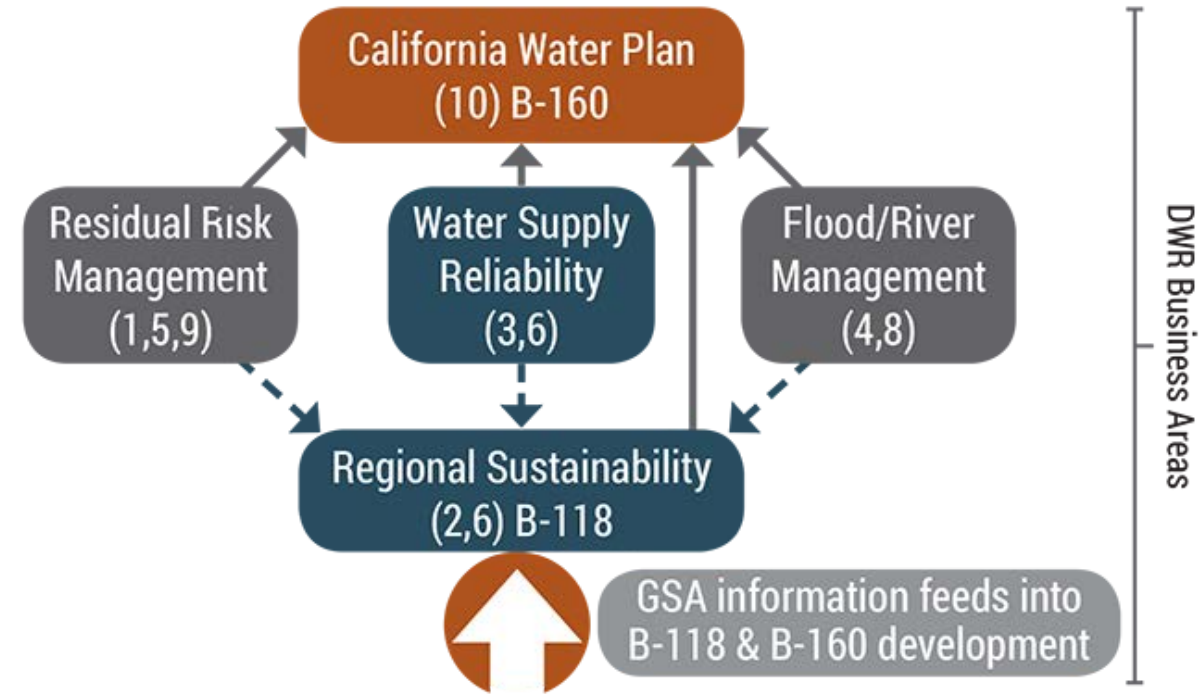 California Water Plan
(10) B-160
Residual Risk
Management
(1,5,9)
Water Supply
Reliability
(3,6)
Flood/River
Management
(4,8)
Regional Sustainability
(2,6) B-118
GSA information feeds into
B-118 & B-160 development
DWR Business Areas